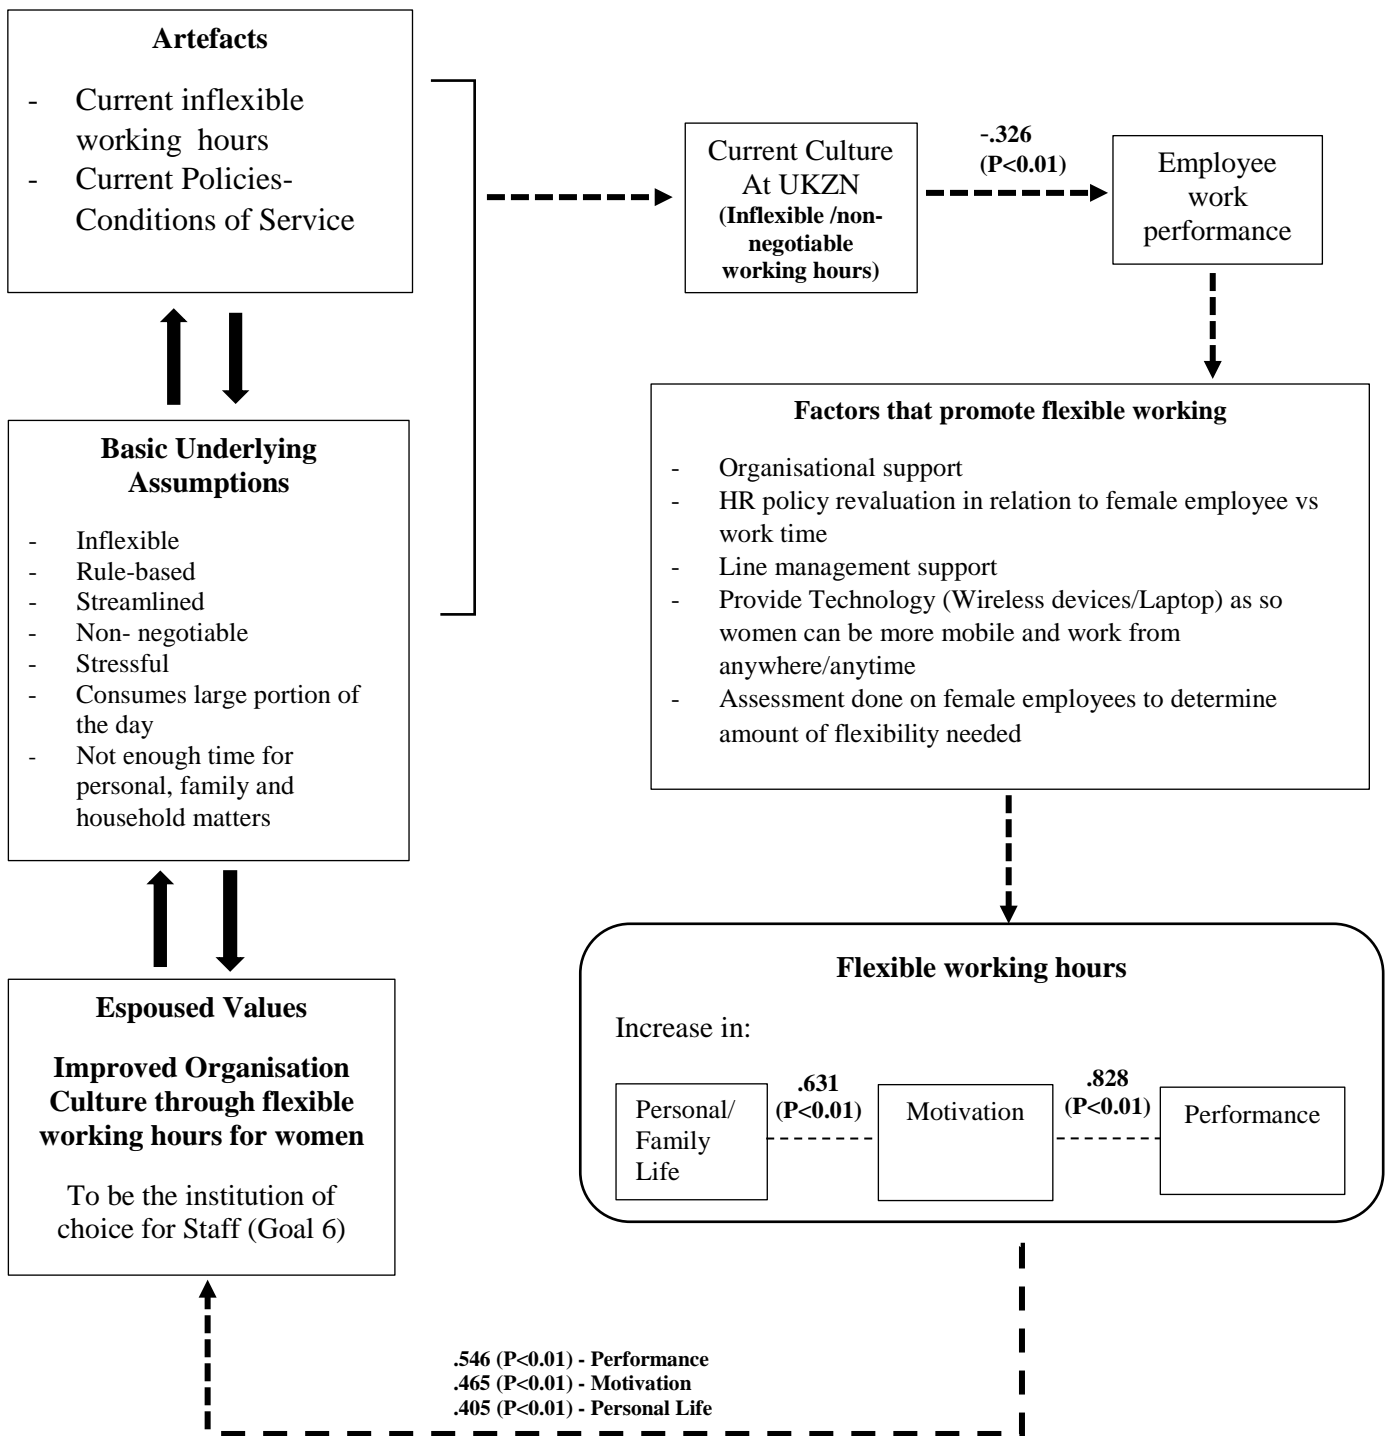 Artefacts
- Current inflexible
working hours
- Current Policies-
Conditions of Service
Basic Underlying
Assumptions
- Inflexible
- Rule-based
- Streamlined
- Non- negotiable
- Stressful
- Consumes large portion of
the day
- Not enough time for
personal, family and
household matters
Espoused Values
Improved Organisation
Culture through flexible
working hours for women
To be the institution of
choice for Staff (Goal 6)
Current Culture
At UKZN
(Inflexible /non-
negotiable
working hours)
-.326
(P<0.01)
Employee
work
performance
Factors that promote flexible working
- Organisational support
- HR policy revaluation in relation to female employee vs
work time
- Line management support
- Provide Technology (Wireless devices/Laptop) as so
women can be more mobile and work from
anywhere/anytime
- Assessment done on female employees to determine
amount of flexibility needed
Flexible working hours
Increase in:
Personal/
Family
Life
.631
(P<0.01)
Motivation
.828
(P<0.01)
Performance
.546 (P<0.01) - Performance
.465 (P<0.01) - Motivation
.405 (P<0.01) - Personal Life